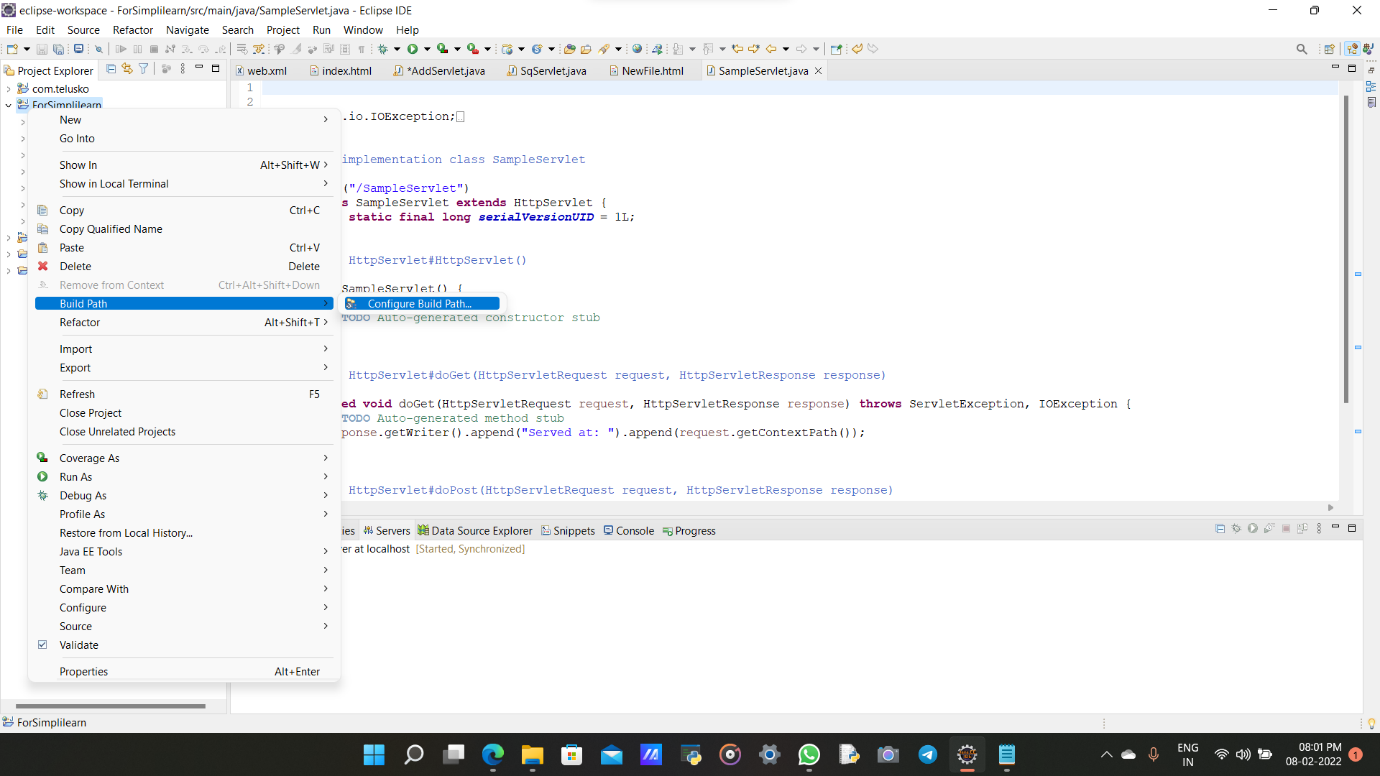 eclipse-workspace - ForSimplilearn/src/main/java/SampleServlet.java - Eclipse IDE
File Edit Source Refactor Navigate Search Project Run Window Help
Project Explorer
web.xml index.html *AddServlet.java SqServlet.java NewFile.html SampleServlet.java
com.telusko
ForSimplilearn
1
2
New
Go Into
Show In Alt+Shift+W
Show in Local Terminal
Copy Ctrl+C
Copy Qualified Name
Paste Ctrl+V
Delete Delete
Remove from Context Ctrl+Alt+Shift+Down
Build Path
Configure Build Path...
Refactor Alt+Shift+T
Import
Export
Refresh F5
Close Project
Close Unrelated Projects
Coverage As
Run As
Debug As
Profile As
Restore from Local History...
Java EE Tools
Team
Compare With
Configure
Source
Validate
Properties Alt+Enter
.io.IOException;
implementation class SampleServlet
("/SampleServlet")
s SampleServlet extends HttpServlet {
static final long serialVersionUID = 1L;
HttpServlet#HttpServlet()
SampleServlet() {
TODO Auto-generated constructor stub
HttpServlet#doGet(HttpServletRequest request, HttpServletResponse response)
ed void doGet(HttpServletRequest request, HttpServletResponse response) throws ServletException, IOException {
TODO Auto-generated method stub
ponse.getWriter().append("Served at: ").append(request.getContextPath());
HttpServlet#doPost(HttpServletRequest request, HttpServletResponse response)
ies Servers Data Source Explorer Snippets Console Progress
er at localhost [Started, Synchronized]
ForSimplilearn
ENG
IN
08:01 PM
08-02-2022
1